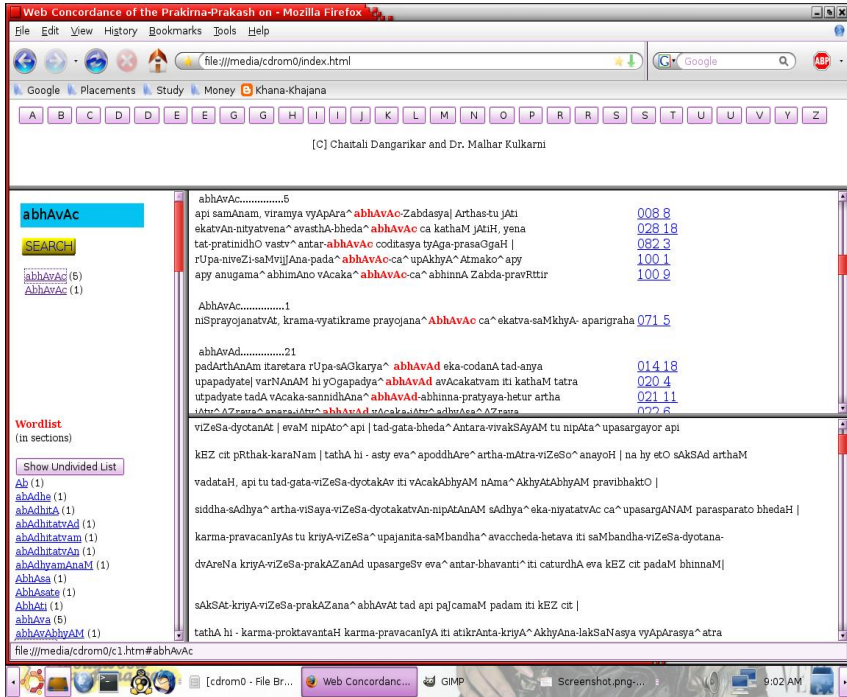 Web Concordance of the Prakirna-Prakash on - Mozilla Firefox
File Edit View History Bookmarks Tools Help
file:///media/cdrom0/index.html
G Google
ABP
Google Placements Study Money Khana-Khajana
A B C D D E E G G H I I J K L M N O P R R S S T U U V Y Z
[C] Chaitali Dangarikar and Dr. Malhar Kulkarni
abhAvAc
SEARCH
abhAvAc (5)
AbhAvAc (1)
abhAvAc...............5
api samAnam, viramya vyApAra^abhAvAc-Zabdasya| Arthas-tu jAti 008 8
ekatvAn-nityatvena^avasthA-bheda^abhAvAc ca kathaM jAtiH, yena 028 18
tat-pratinidhO vastv^antar-abhAvAc coditasya tyAga-prasaGgaH | 082 3
rUpa-niveZi-saMvijJAna-pada^abhAvAc-ca^upAkhyA^Atmako^apy 100 1
apy anugama^abhimAno vAcaka^abhAvAc-ca^abhinnA Zabda-pravRttir 100 9
AbhAvAc...............1
niSprayojanatvAt, krama-vyatikrame prayojana^AbhAvAc ca^ekatva-saMkhyA- aparigraha 071 5
abhAvAd...............21
padArthAnAm itaretara rUpa-sAGkarya^ abhAvAd eka-codanA tad-anya 014 18
upapadyate| varNAnAM hi yOgapadya^abhAvAd avAcakatvam iti kathaM tatra 020 4
utpadyate tadA vAcaka-sannidhAna^abhAvAd-abhinna-pratyaya-hetur artha 021 11
jAty^AZraya^apara-jAty^abhAvAd vAcaka-jAty^adhyAsa^AZraya 022 6
Wordlist
(in sections)
Show Undivided List
Ab (1)
abAdhe (1)
abAdhitA (1)
abAdhitatvAd (1)
abAdhitatvam (1)
abAdhitatvAn (1)
abAdhyamAnaM (1)
AbhAsa (1)
AbhAsate (1)
AbhAti (1)
abhAva (5)
abhAvAbhyAM (1)
viZeSa-dyotanAt | evaM nipAto^api | tad-gata-bheda^Antara-vivakSAyAM tu nipAta^upasargayor api
kEZ cit pRthak-karaNam | tathA hi - asty eva^apoddhAre^artha-mAtra-viZeSo^anayoH | na hy etO sAkSAd arthaM
vadataH, api tu tad-gata-viZeSa-dyotakAv iti vAcakAbhyAM nAma^AkhyAtAbhyAM pravibhaktO |
siddha-sAdhya^artha-viSaya-viZeSa-dyotakatvAn-nipAtAnAM sAdhya^eka-niyatatvAc ca^upasargANAM parasparato bhedaH |
karma-pravacanIyAs tu kriyA-viZeSa^upajanita-saMbandha^avaccheda-hetava iti saMbandha-viZeSa-dyotana-
dvAreNa kriyA-viZeSa-prakAZanAd upasargeSv eva^antar-bhavanti^iti caturdhA eva kEZ cit padaM bhinnaM|
sAkSAt-kriyA-viZeSa-prakAZana^abhAvAt tad api paJcamaM padam iti kEZ cit |
tathA hi - karma-proktavantaH karma-pravacanIyA iti atikrAnta-kriyA^AkhyAna-lakSaNasya vyApArasya^atra
file:///media/cdrom0/c1.htm#abhAvAc
[cdrom0 - File Br... Web Concordanc... GIMP Screenshot.png-... 9:02 AM